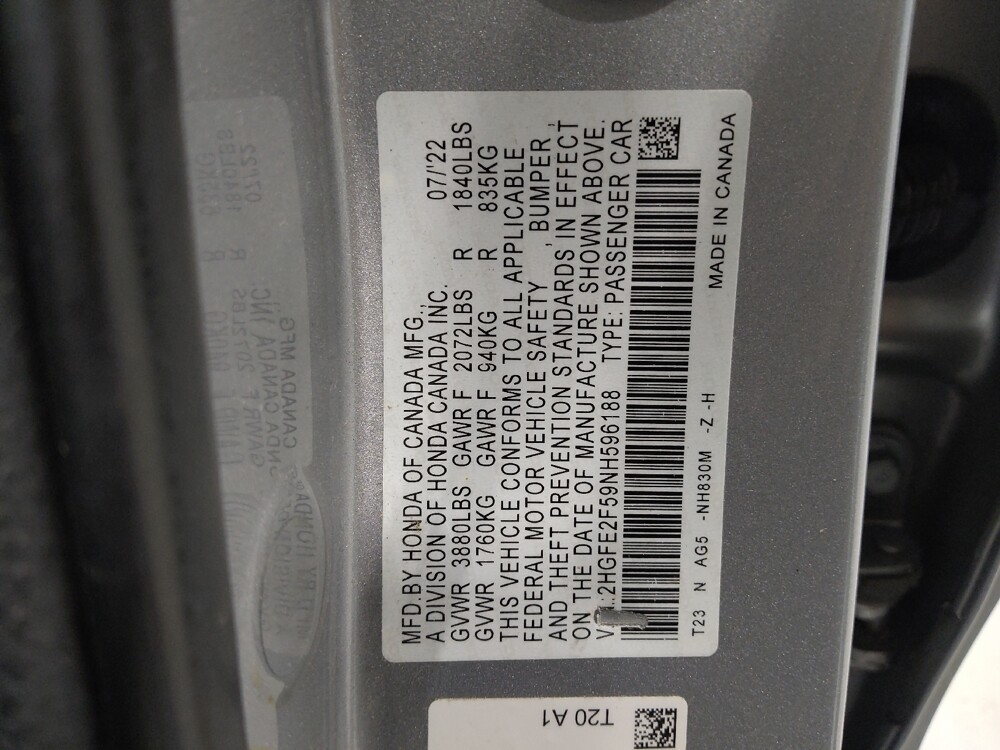 MFD.BY HONDA OF CANADA MFG.,
A DIVISION OF HONDA CANADA INC. 07/'22
GVWR 3880LBS GAWR F 2072LBS R 1840LBS
GVWR 1760KG GAWR F 940KG R 835KG
THIS VEHICLE CONFORMS TO ALL APPLICABLE
FEDERAL MOTOR VEHICLE SAFETY , BUMPER ,
AND THEFT PREVENTION STANDARDS, IN EFFECT
ON THE DATE OF MANUFACTURE SHOWN ABOVE.
V :2HGFE2F59NH596188 TYPE: PASSENGER CAR
T23 N AG5 -NH830M -Z -H MADE IN CANADA
T20 A1